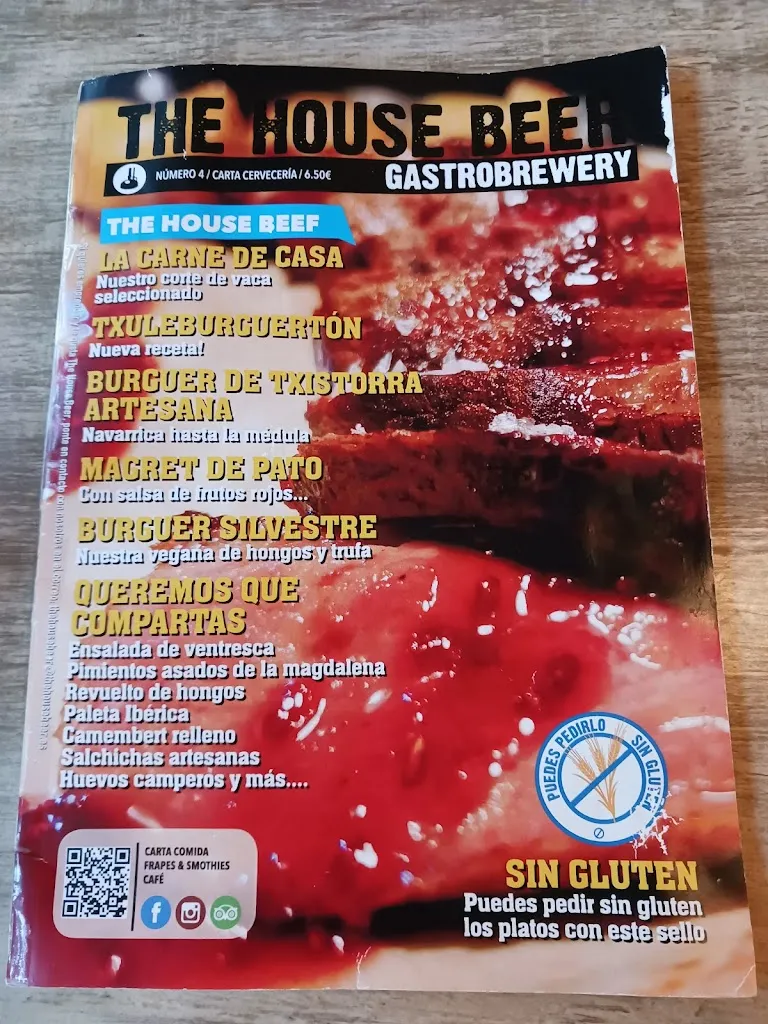 THE HOUSE BEER
GASTROBREWERY
NÚMERO 4 / CARTA CERVECERÍA / 6.50€
THE HOUSE BEEF
LA CARNE DE CASA
Nuestro corte de vaca
seleccionado
TXULEBURGUERTÓN
Nueva receta!
BURGUER DE TXISTORRA
ARTESANA
Navarrica hasta la médula
MAGRET DE PATO
Con salsa de frutos rojos...
BURGUER SILVESTRE
Nuestra vegana de hongos y trufa
QUEREMOS QUE
COMPARTAS
Ensalada de ventresca
Pimientos asados de la magdalena
Revuelto de hongos
Paleta Ibérica
Camembert relleno
Salchichas artesanas
Huevos camperos y más....
PUEDES PEDIRLO SIN GLUTEN
SIN GLUTEN
Puedes pedir sin gluten
los platos con este sello
CARTA COMIDA
FRAPES & SMOTHIES
CAFÉ